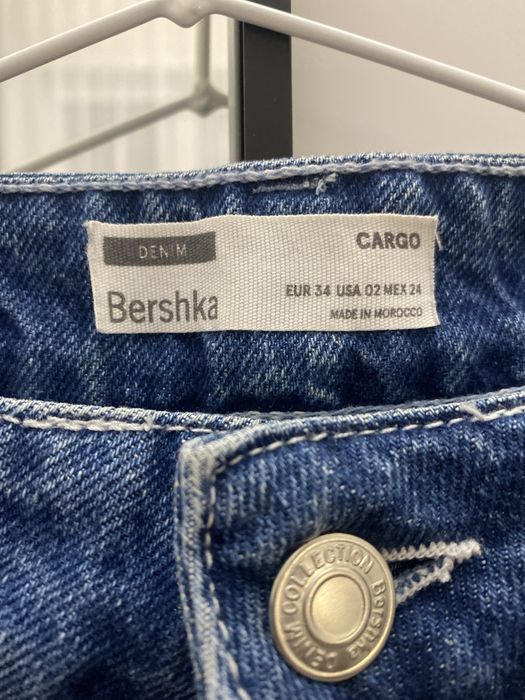 DENIM
CARGO
Bershka
EUR 34 USA 02 MEX 24
MADE IN MOROCCO
COLLECTION Bershka DENIM